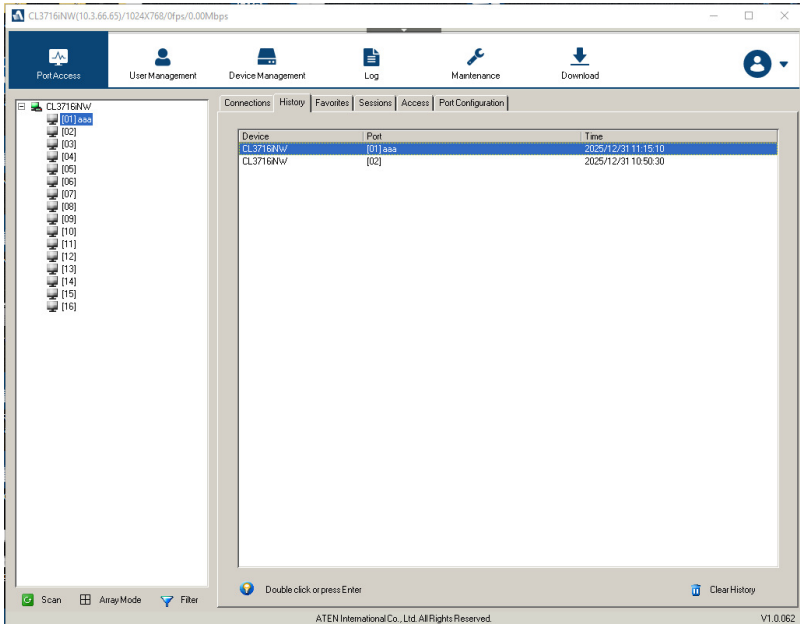 CL3716iNW(10.3.66.65)/1024X768/0fps/0.00Mbps
Port Access User Management Device Management Log Maintenance Download
CL3716iNW
[01] aaa
[02]
[03]
[04]
[05]
[06]
[07]
[08]
[09]
[10]
[11]
[12]
[13]
[14]
[15]
[16]
Scan Array Mode Filter
Connections History Favorites Sessions Access Port Configuration
Device Port Time
CL3716iNW [01] aaa 2025/12/31 11:15:10
CL3716iNW [02] 2025/12/31 10:50:30
Double click or press Enter Clear History
ATEN International Co., Ltd. All Rights Reserved. V1.0.062